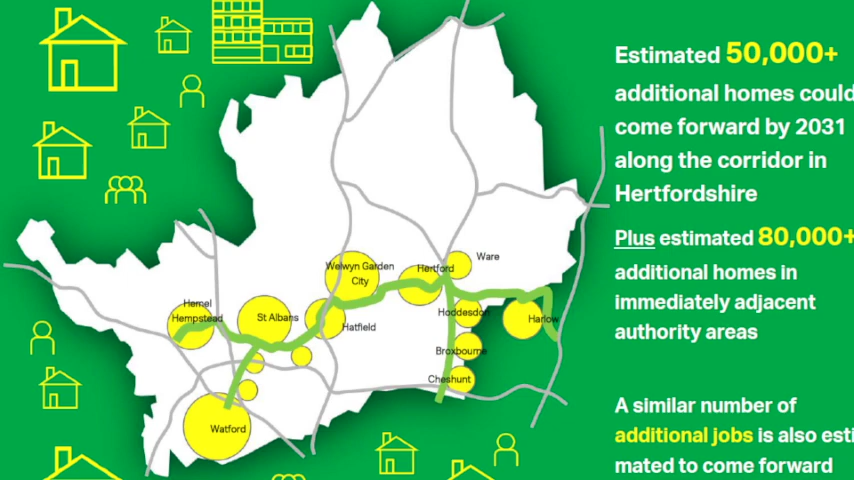 Estimated 50,000+
additional homes could
come forward by 2031
along the corridor in
Hertfordshire
Plus estimated 80,000+
additional homes in
immediately adjacent
authority areas
A similar number of
additional jobs is also esti
mated to come forward
Welwyn Garden
City
Hertford
Ware
Hemel
Hempstead
St Albans
Hatfield
Hoddesdon
Harlow
Broxbourne
Cheshunt
Watford